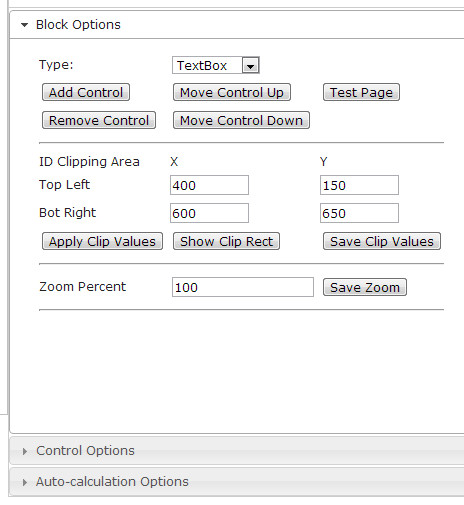 Block Options
Type: TextBox
Add Control Move Control Up Test Page
Remove Control Move Control Down
ID Clipping Area X Y
Top Left 400 150
Bot Right 600 650
Apply Clip Values Show Clip Rect Save Clip Values
Zoom Percent 100 Save Zoom
Control Options
Auto-calculation Options